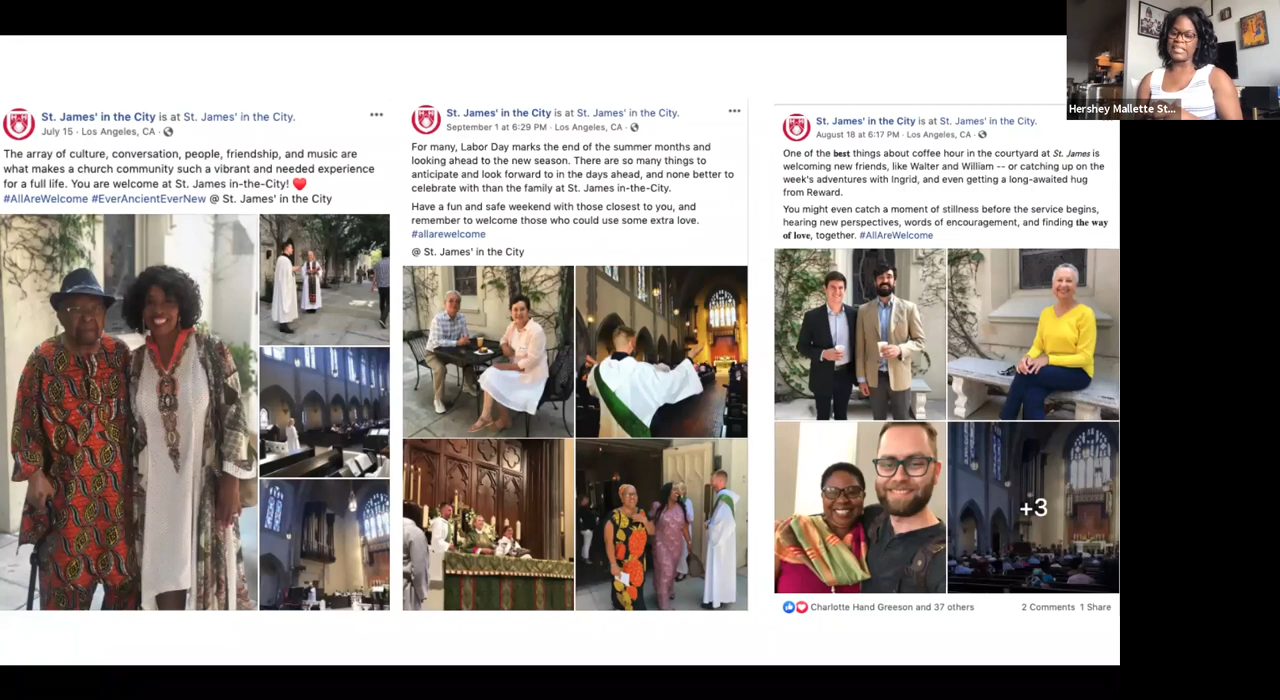 St. James' in the City is at St. James' in the City.
July 15 · Los Angeles, CA ·
The array of culture, conversation, people, friendship, and music are
what makes a church community such a vibrant and needed experience
for a full life. You are welcome at St. James in-the-City! ❤️
#AllAreWelcome #EverAncientEverNew @ St. James' in the City
St. James' in the City is at St. James' in the City.
September 1 at 6:29 PM · Los Angeles, CA ·
For many, Labor Day marks the end of the summer months and
looking ahead to the new season. There are so many things to
anticipate and look forward to in the days ahead, and none better to
celebrate with than the family at St. James in-the-City.
Have a fun and safe weekend with those closest to you, and
remember to welcome those who could use some extra love.
#allarewelcome
@ St. James' in the City
St. James' in the City is at St. James' in the City.
August 18 at 6:17 PM · Los Angeles, CA ·
One of the best things about coffee hour in the courtyard at St. James is
welcoming new friends, like Walter and William -- or catching up on the
week's adventures with Ingrid, and even getting a long-awaited hug
from Reward.
You might even catch a moment of stillness before the service begins,
hearing new perspectives, words of encouragement, and finding the way
of love, together. #AllAreWelcome
+3
Charlotte Hand Greeson and 37 others
2 Comments 1 Share
Hershey Mallette St...